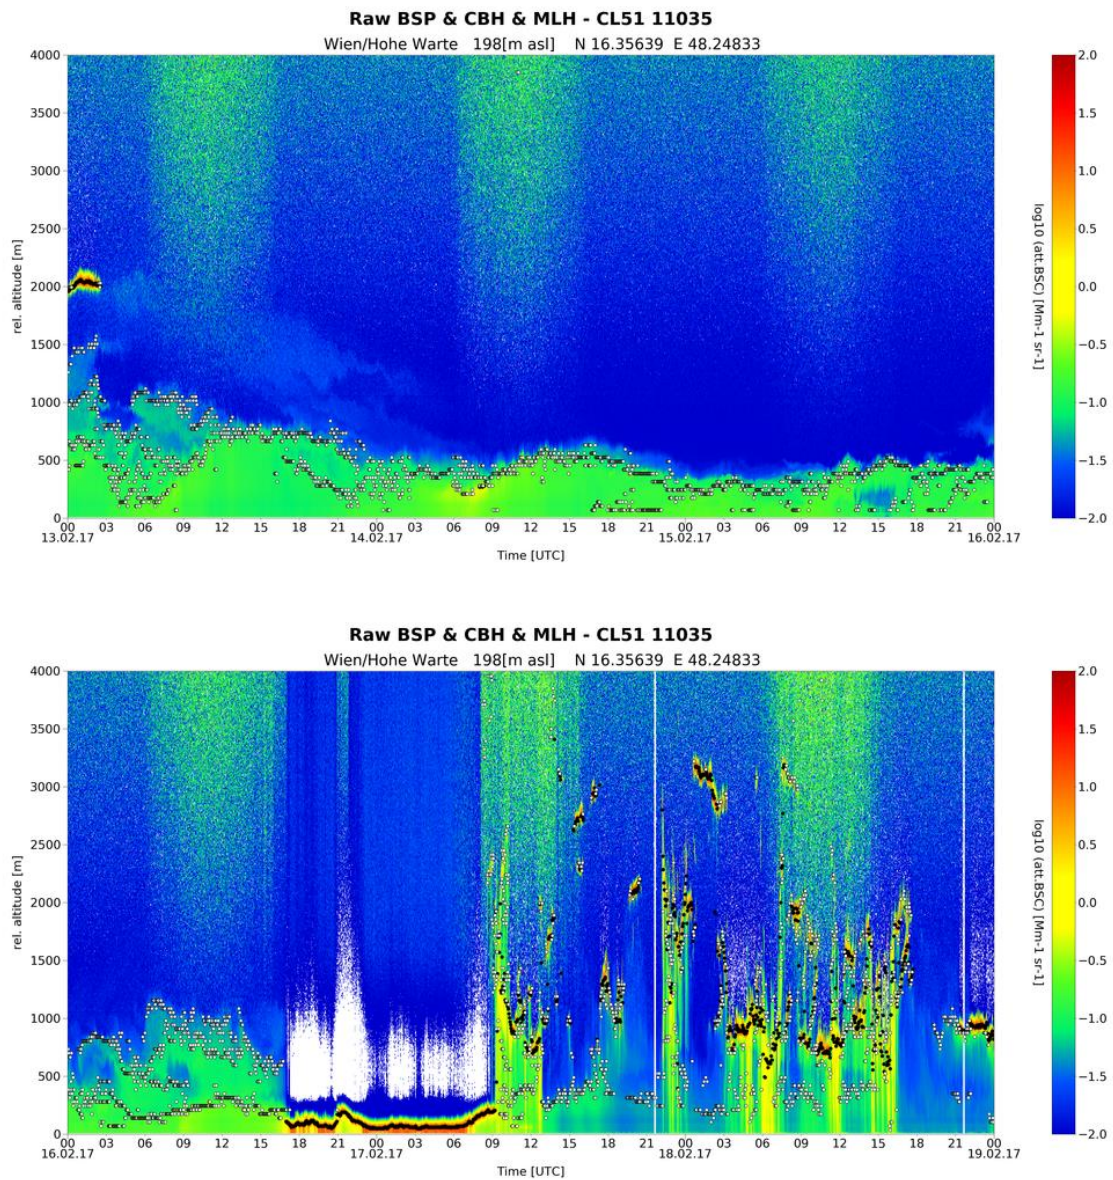 Raw BSP & CBH & MLH - CL51 11035
Wien/Hohe Warte 198[m asl] N 16.35639 E 48.24833
4000
3500
3000
2500
2000
1500
1000
500
0
rel. altitude [m]
00 03 06 09 12 15 18 21 00 03 06 09 12 15 18 21 00 03 06 09 12 15 18 21 00
13.02.17 14.02.17 15.02.17 16.02.17
Time [UTC]
2.0
1.5
1.0
0.5
0.0
−0.5
−1.0
−1.5
−2.0
log10 (att.BSC) [Mm-1 sr-1]
Raw BSP & CBH & MLH - CL51 11035
Wien/Hohe Warte 198[m asl] N 16.35639 E 48.24833
4000
3500
3000
2500
2000
1500
1000
500
0
rel. altitude [m]
00 03 06 09 12 15 18 21 00 03 06 09 12 15 18 21 00 03 06 09 12 15 18 21 00
16.02.17 17.02.17 18.02.17 19.02.17
Time [UTC]
2.0
1.5
1.0
0.5
0.0
−0.5
−1.0
−1.5
−2.0
log10 (att.BSC) [Mm-1 sr-1]